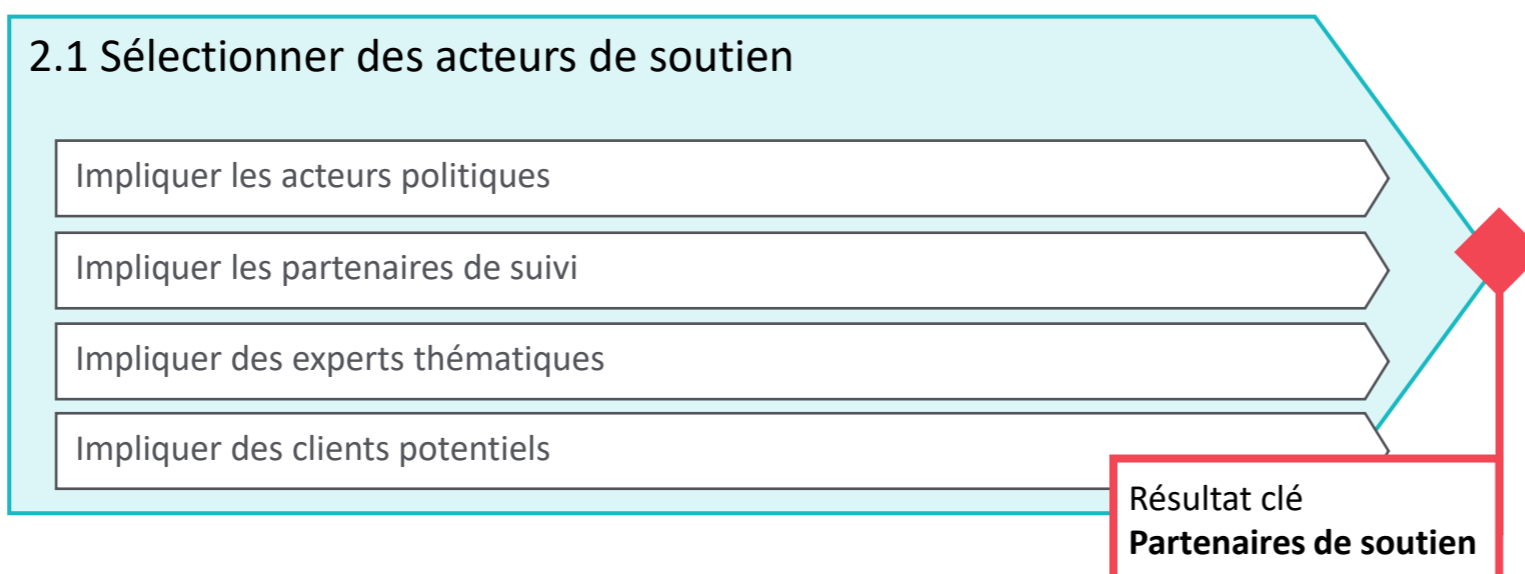 2.1 Sélectionner des acteurs de soutien
Impliquer les acteurs politiques
Impliquer les partenaires de suivi
Impliquer des experts thématiques
Impliquer des clients potentiels
Résultat clé
Partenaires de soutien